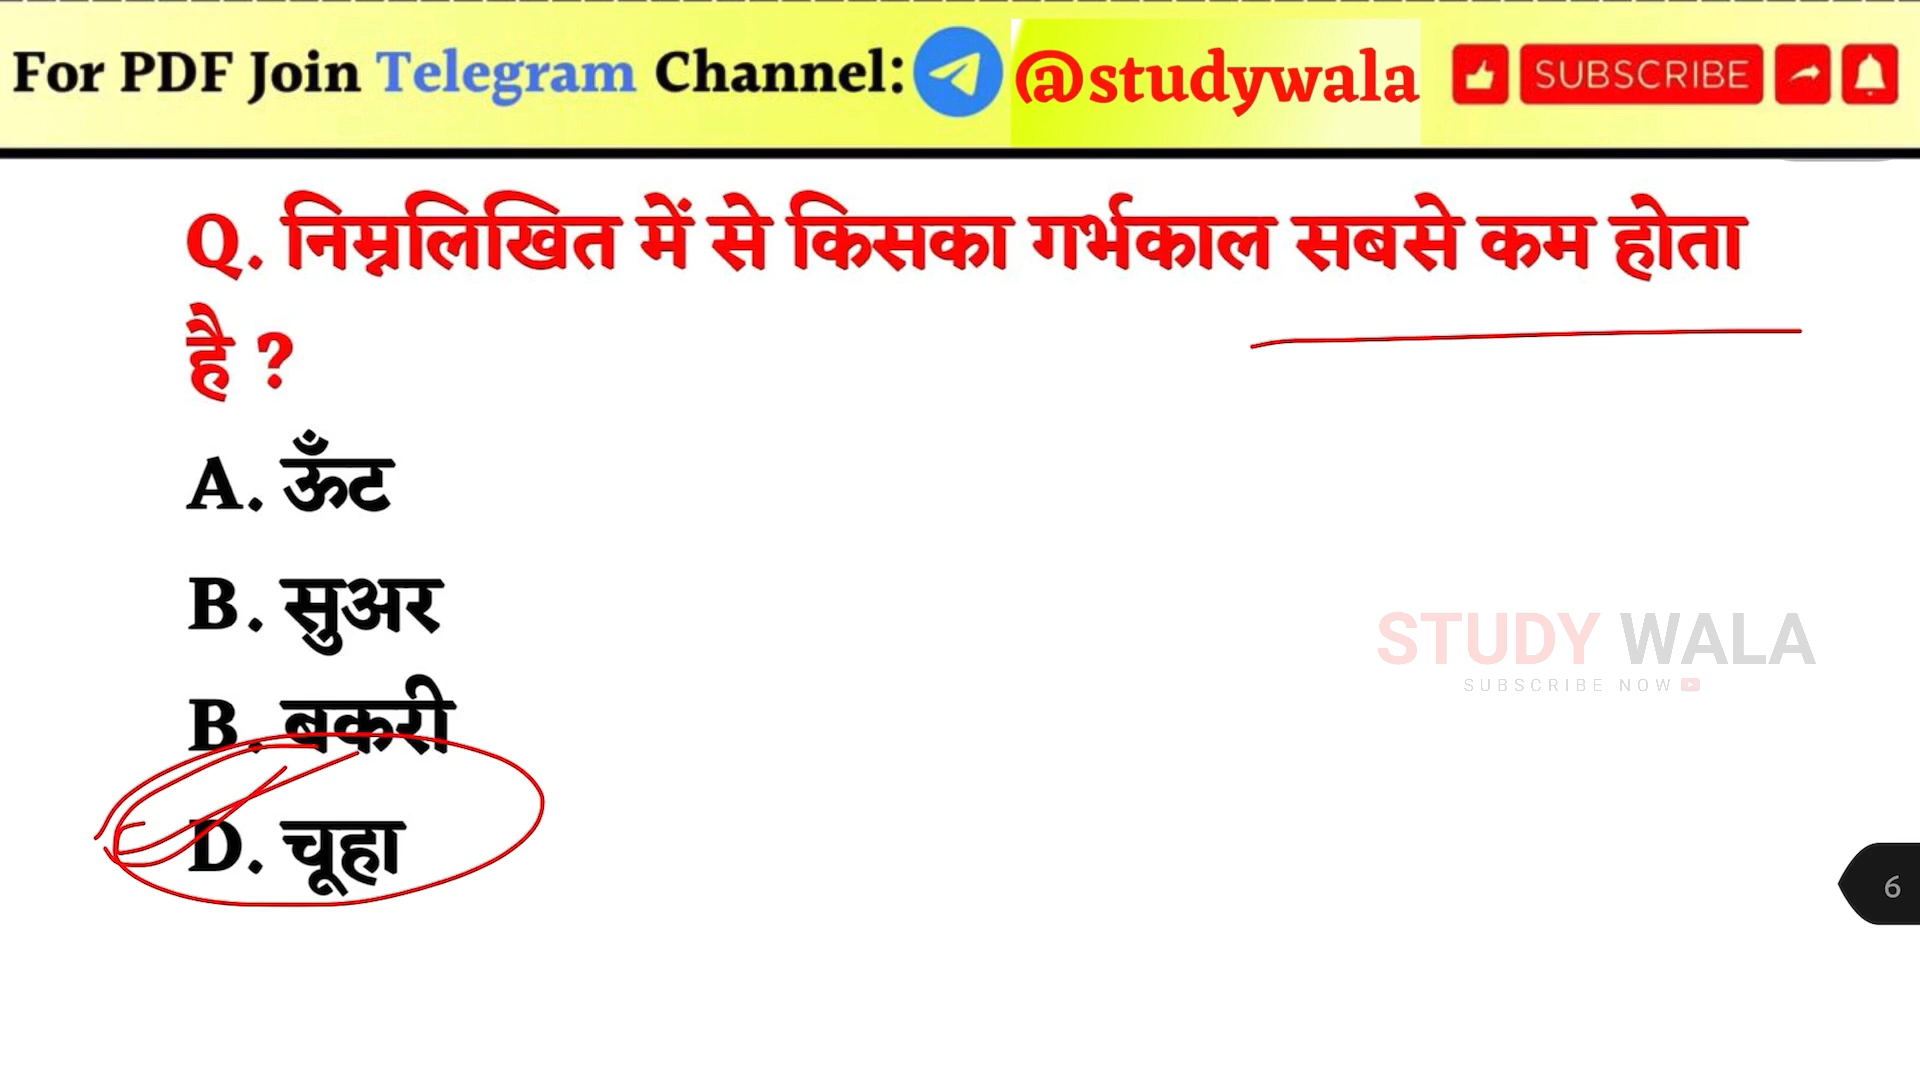 For PDF Join Telegram Channel: @studywala SUBSCRIBE
Q. निम्नलिखित में से किसका गर्भकाल सबसे कम होता
है ?
A. ऊँट
B. सुअर
STUDY WALA
SUBSCRIBE NOW
B. बकरी
D. चूहा
6